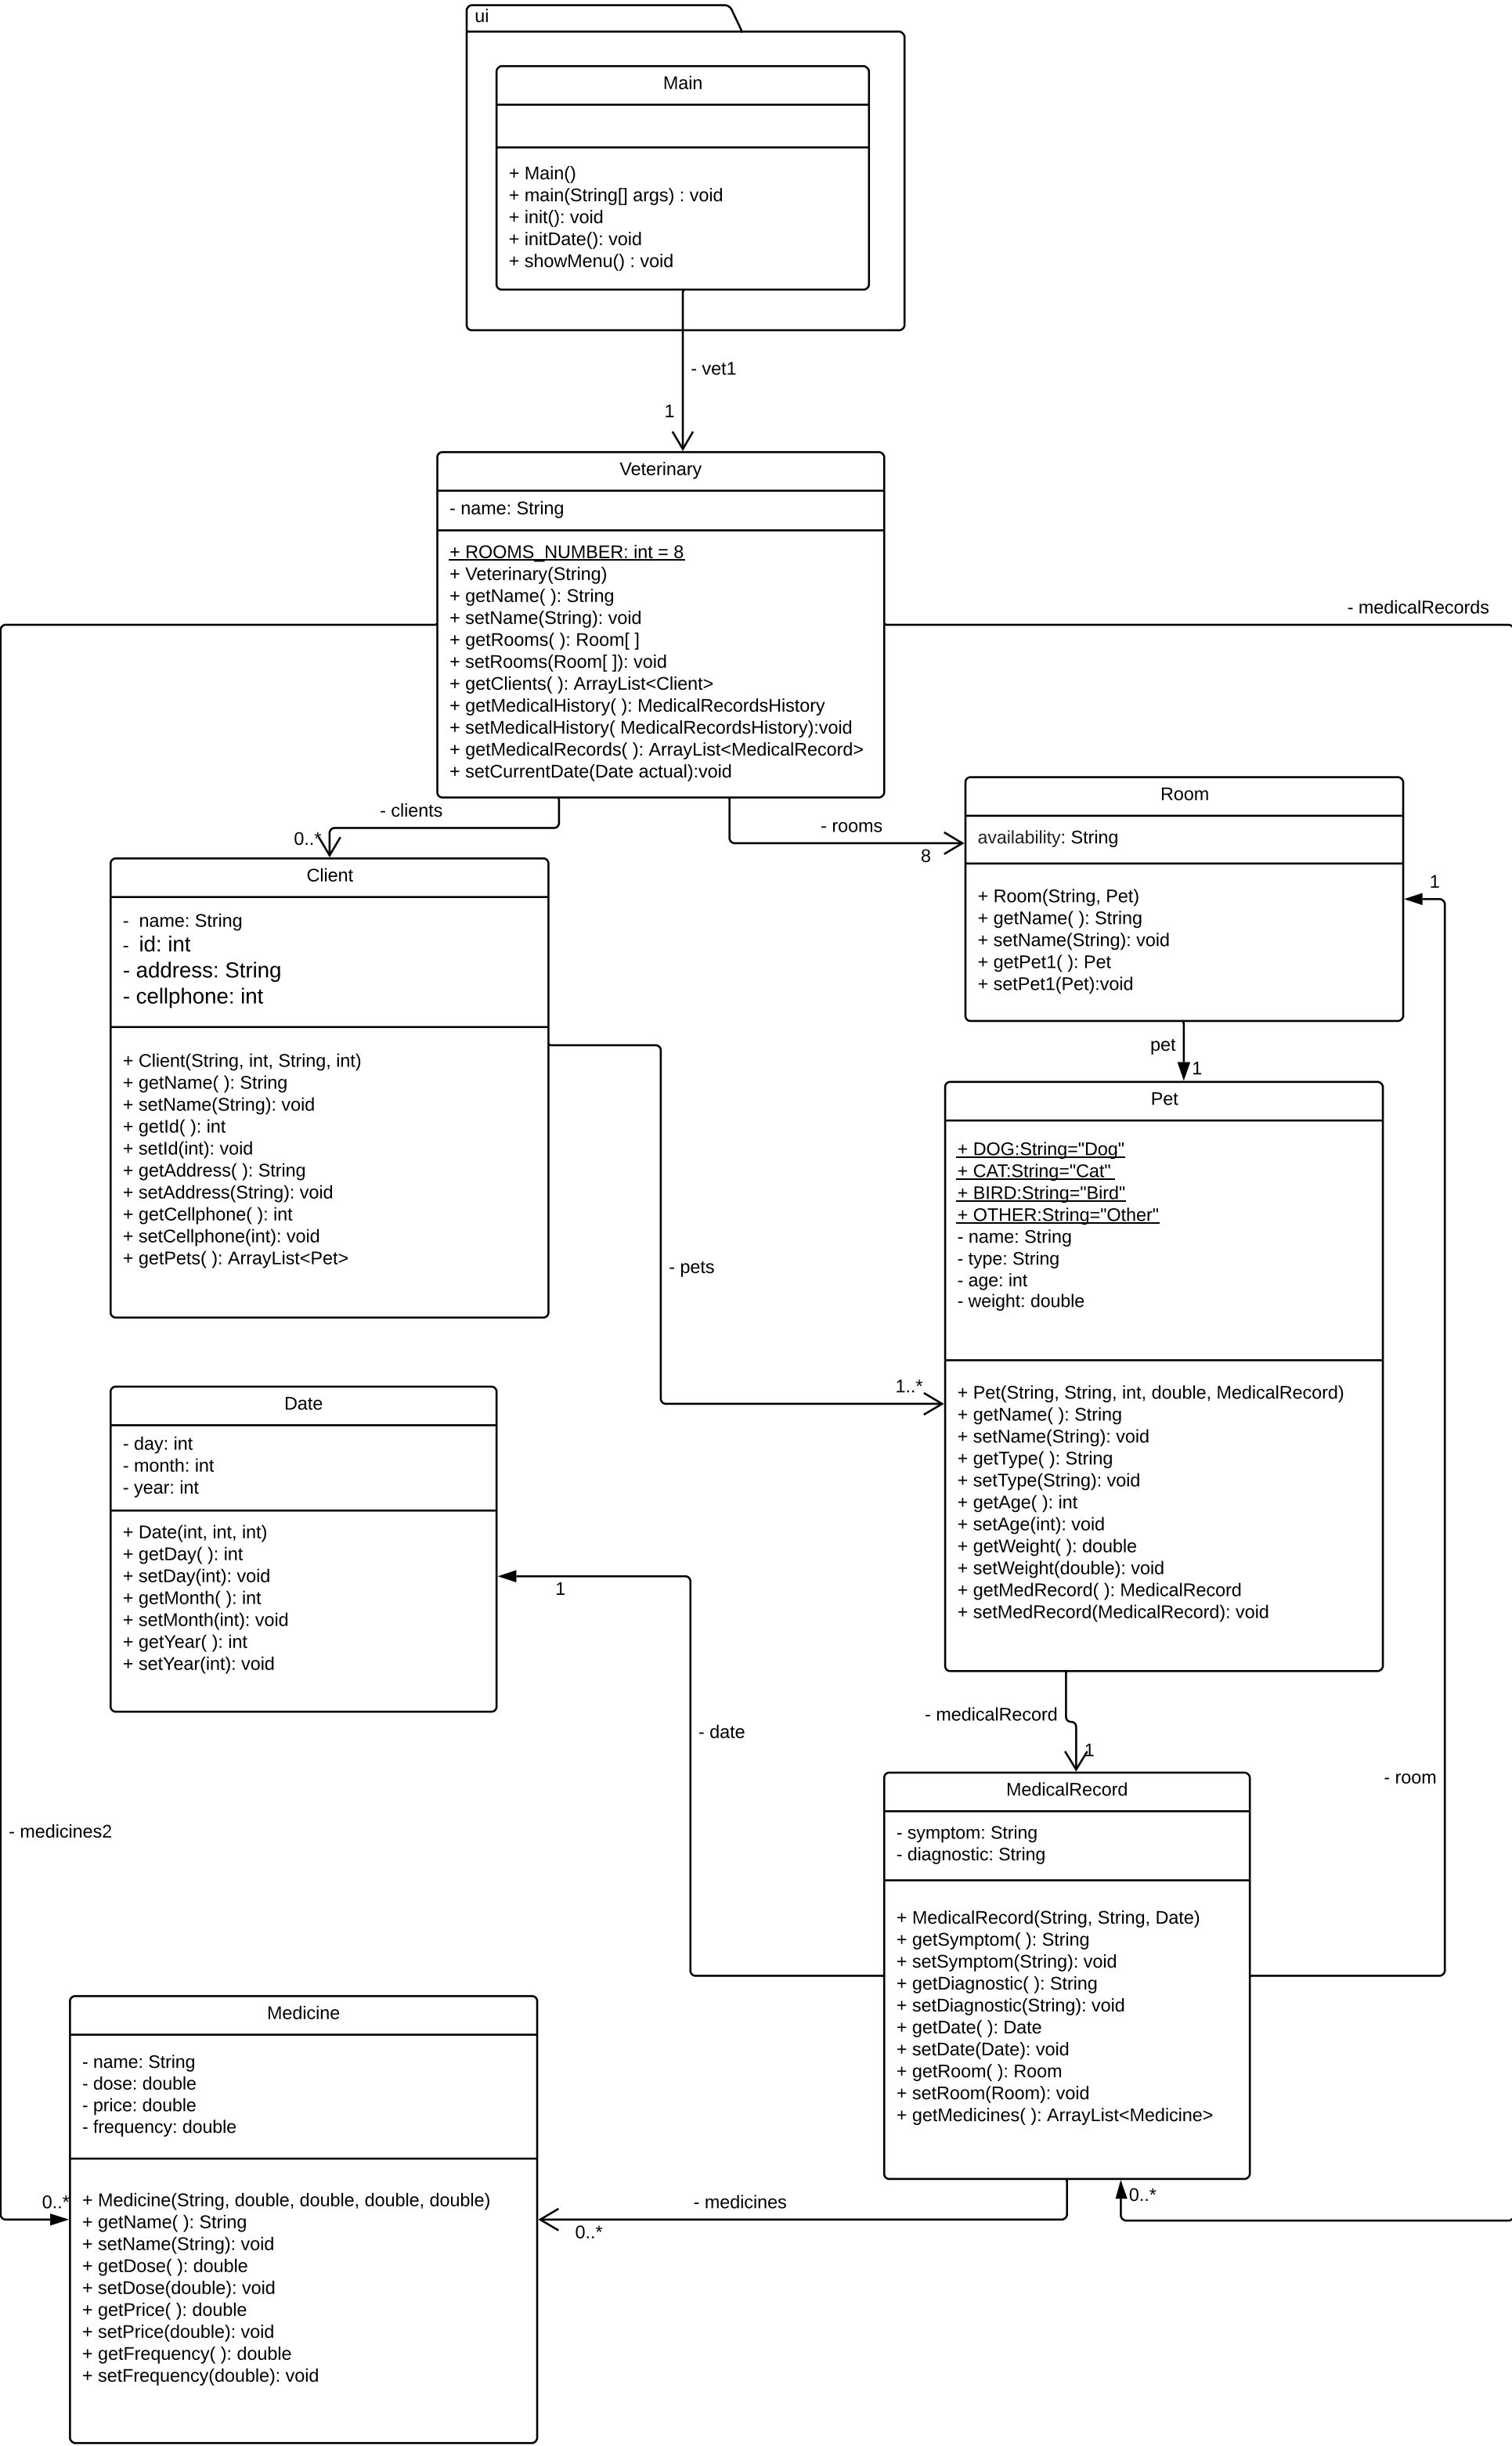 ui
Main
+ Main()
+ main(String[] args) : void
+ init(): void
+ initDate(): void
+ showMenu() : void
- vet1
1
Veterinary
- name: String
+ ROOMS_NUMBER: int = 8
+ Veterinary(String)
+ getName( ): String
+ setName(String): void
+ getRooms( ): Room[ ]
+ setRooms(Room[ ]): void
+ getClients( ): ArrayList<Client>
+ getMedicalHistory( ): MedicalRecordsHistory
+ setMedicalHistory( MedicalRecordsHistory):void
+ getMedicalRecords( ): ArrayList<MedicalRecord>
+ setCurrentDate(Date actual):void
- medicalRecords
- clients
0..*
- rooms
8
Room
availability: String
+ Room(String, Pet)
+ getName( ): String
+ setName(String): void
+ getPet1( ): Pet
+ setPet1(Pet):void
1
Client
- name: String
- id: int
- address: String
- cellphone: int
+ Client(String, int, String, int)
+ getName( ): String
+ setName(String): void
+ getId( ): int
+ setId(int): void
+ getAddress( ): String
+ setAddress(String): void
+ getCellphone( ): int
+ setCellphone(int): void
+ getPets( ): ArrayList<Pet>
pet
1
- pets
1..*
Pet
+ DOG:String="Dog"
+ CAT:String="Cat"
+ BIRD:String="Bird"
+ OTHER:String="Other"
- name: String
- type: String
- age: int
- weight: double
+ Pet(String, String, int, double, MedicalRecord)
+ getName( ): String
+ setName(String): void
+ getType( ): String
+ setType(String): void
+ getAge( ): int
+ setAge(int): void
+ getWeight( ): double
+ setWeight(double): void
+ getMedRecord( ): MedicalRecord
+ setMedRecord(MedicalRecord): void
Date
- day: int
- month: int
- year: int
+ Date(int, int, int)
+ getDay( ): int
+ setDay(int): void
+ getMonth( ): int
+ setMonth(int): void
+ getYear( ): int
+ setYear(int): void
1
- date
- medicalRecord
1
- room
- medicines2
MedicalRecord
- symptom: String
- diagnostic: String
+ MedicalRecord(String, String, Date)
+ getSymptom( ): String
+ setSymptom(String): void
+ getDiagnostic( ): String
+ setDiagnostic(String): void
+ getDate( ): Date
+ setDate(Date): void
+ getRoom( ): Room
+ setRoom(Room): void
+ getMedicines( ): ArrayList<Medicine>
0..*
- medicines
0..*
0..*
Medicine
- name: String
- dose: double
- price: double
- frequency: double
+ Medicine(String, double, double, double, double)
+ getName( ): String
+ setName(String): void
+ getDose( ): double
+ setDose(double): void
+ getPrice( ): double
+ setPrice(double): void
+ getFrequency( ): double
+ setFrequency(double): void